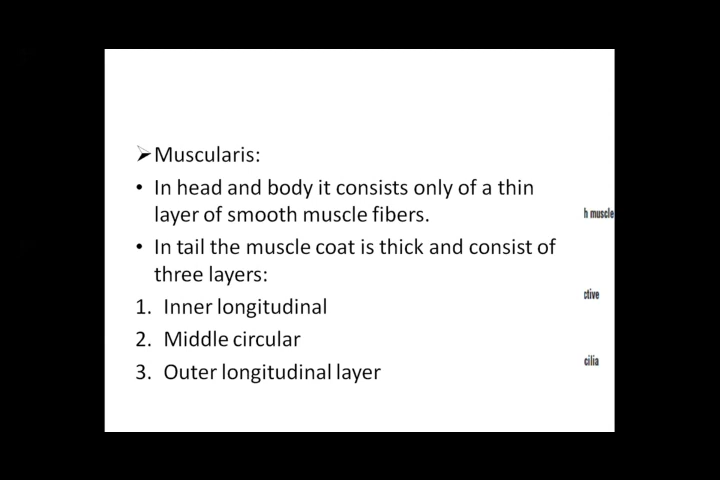 ➢Muscularis:
• In head and body it consists only of a thin
layer of smooth muscle fibers.
h muscle
• In tail the muscle coat is thick and consist of
three layers:
ctive
1. Inner longitudinal
2. Middle circular
cilia
3. Outer longitudinal layer